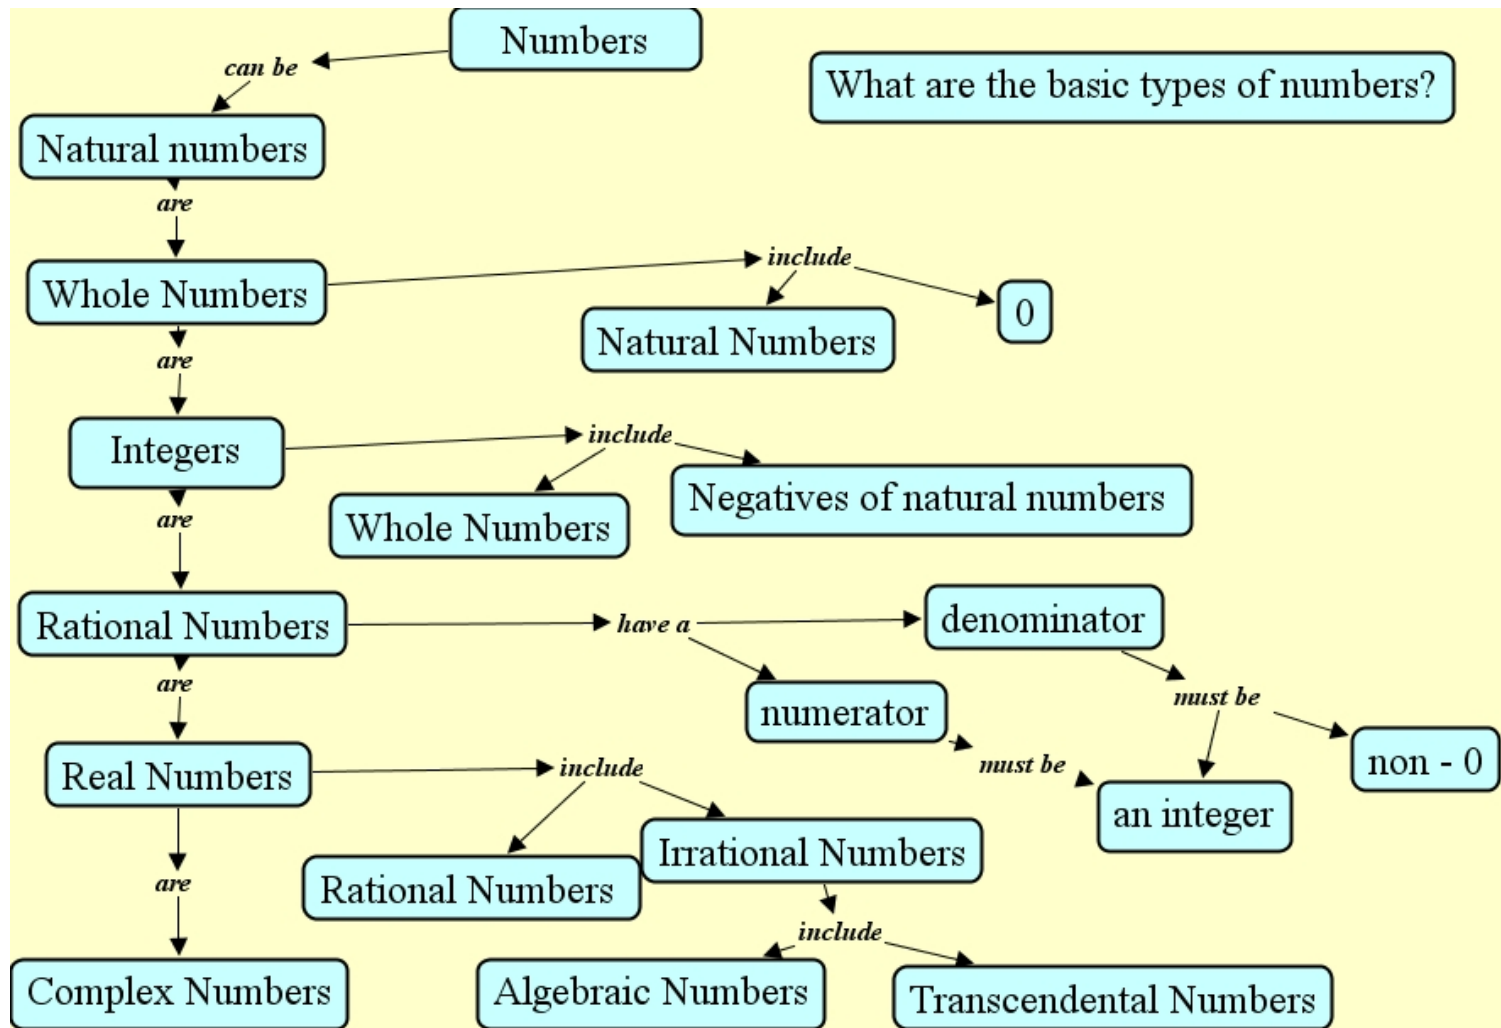 Numbers
What are the basic types of numbers?
can be
Natural numbers
are
Whole Numbers
include
Natural Numbers
0
are
Integers
include
Whole Numbers
Negatives of natural numbers
are
Rational Numbers
have a
denominator
numerator
must be
must be
non - 0
an integer
are
Real Numbers
include
Rational Numbers
Irrational Numbers
are
include
Complex Numbers
Algebraic Numbers
Transcendental Numbers